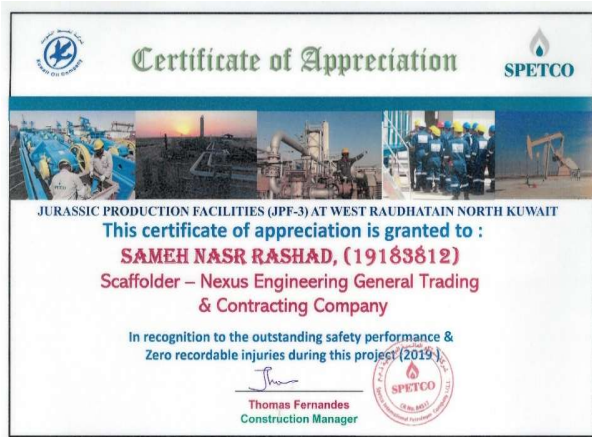 Certificate of Appreciation
Kuwait Oil Company
SPETCO
SPETCO
JURASSIC PRODUCTION FACILITIES (JPF-3) AT WEST RAUDHATAIN NORTH KUWAIT
This certificate of appreciation is granted to :
SAMEH NASR RASHAD, (19183812)
Scaffolder – Nexus Engineering General Trading
& Contracting Company
In recognition to the outstanding safety performance &
Zero recordable injuries during this project (2019 )
SPETCO
Thomas Fernandes
Construction Manager